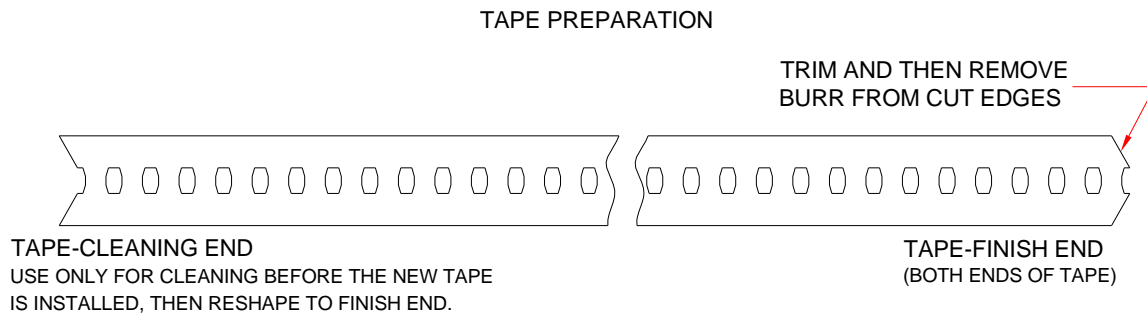 TAPE PREPARATION
TRIM AND THEN REMOVE
BURR FROM CUT EDGES
TAPE-CLEANING END
USE ONLY FOR CLEANING BEFORE THE NEW TAPE
IS INSTALLED, THEN RESHAPE TO FINISH END.
TAPE-FINISH END
(BOTH ENDS OF TAPE)